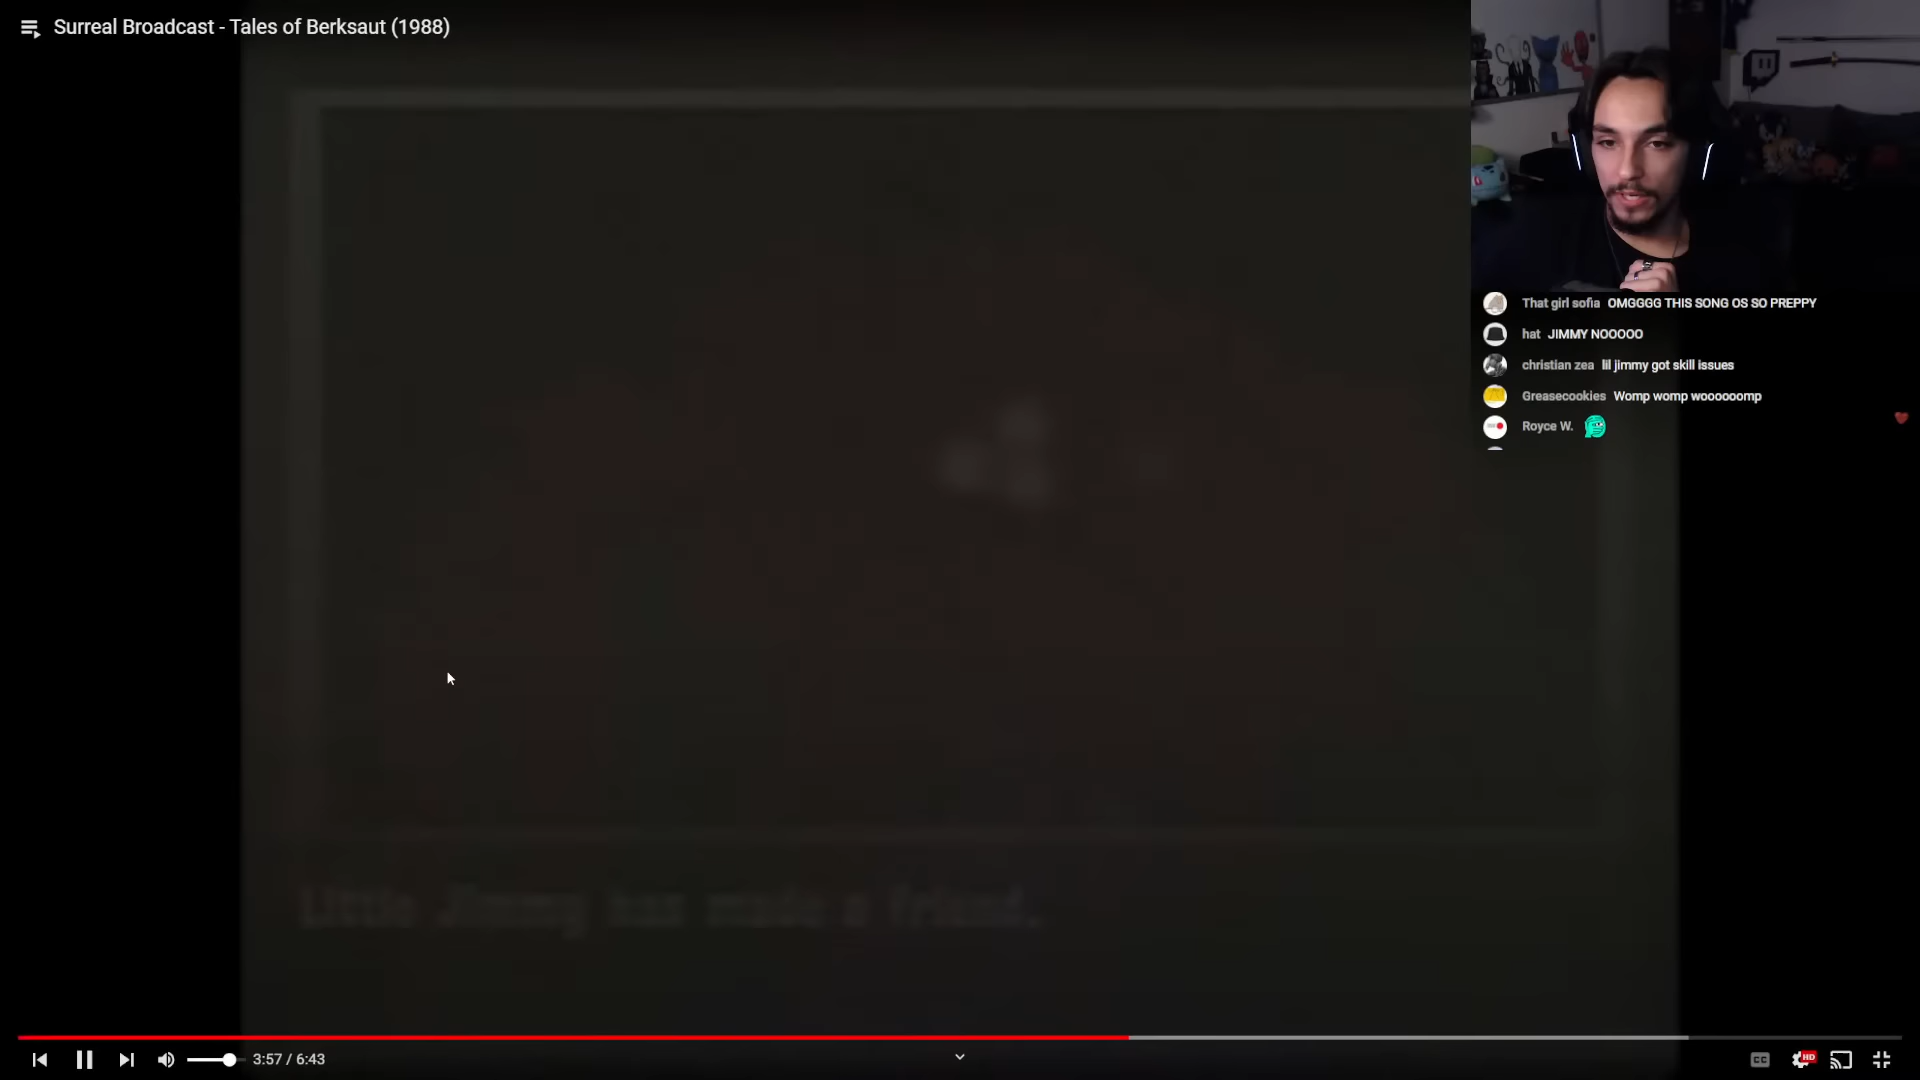 Surreal Broadcast - Tales of Berksaut (1988)
That girl sofia OMGGGG THIS SONG OS SO PREPPY
hat JIMMY NOOOOO
christian zea lil jimmy got skill issues
Greasecookies Womp womp woooooomp
Royce W.
Little Jimmy has made a friend.
3:57 / 6:43
CC
HD